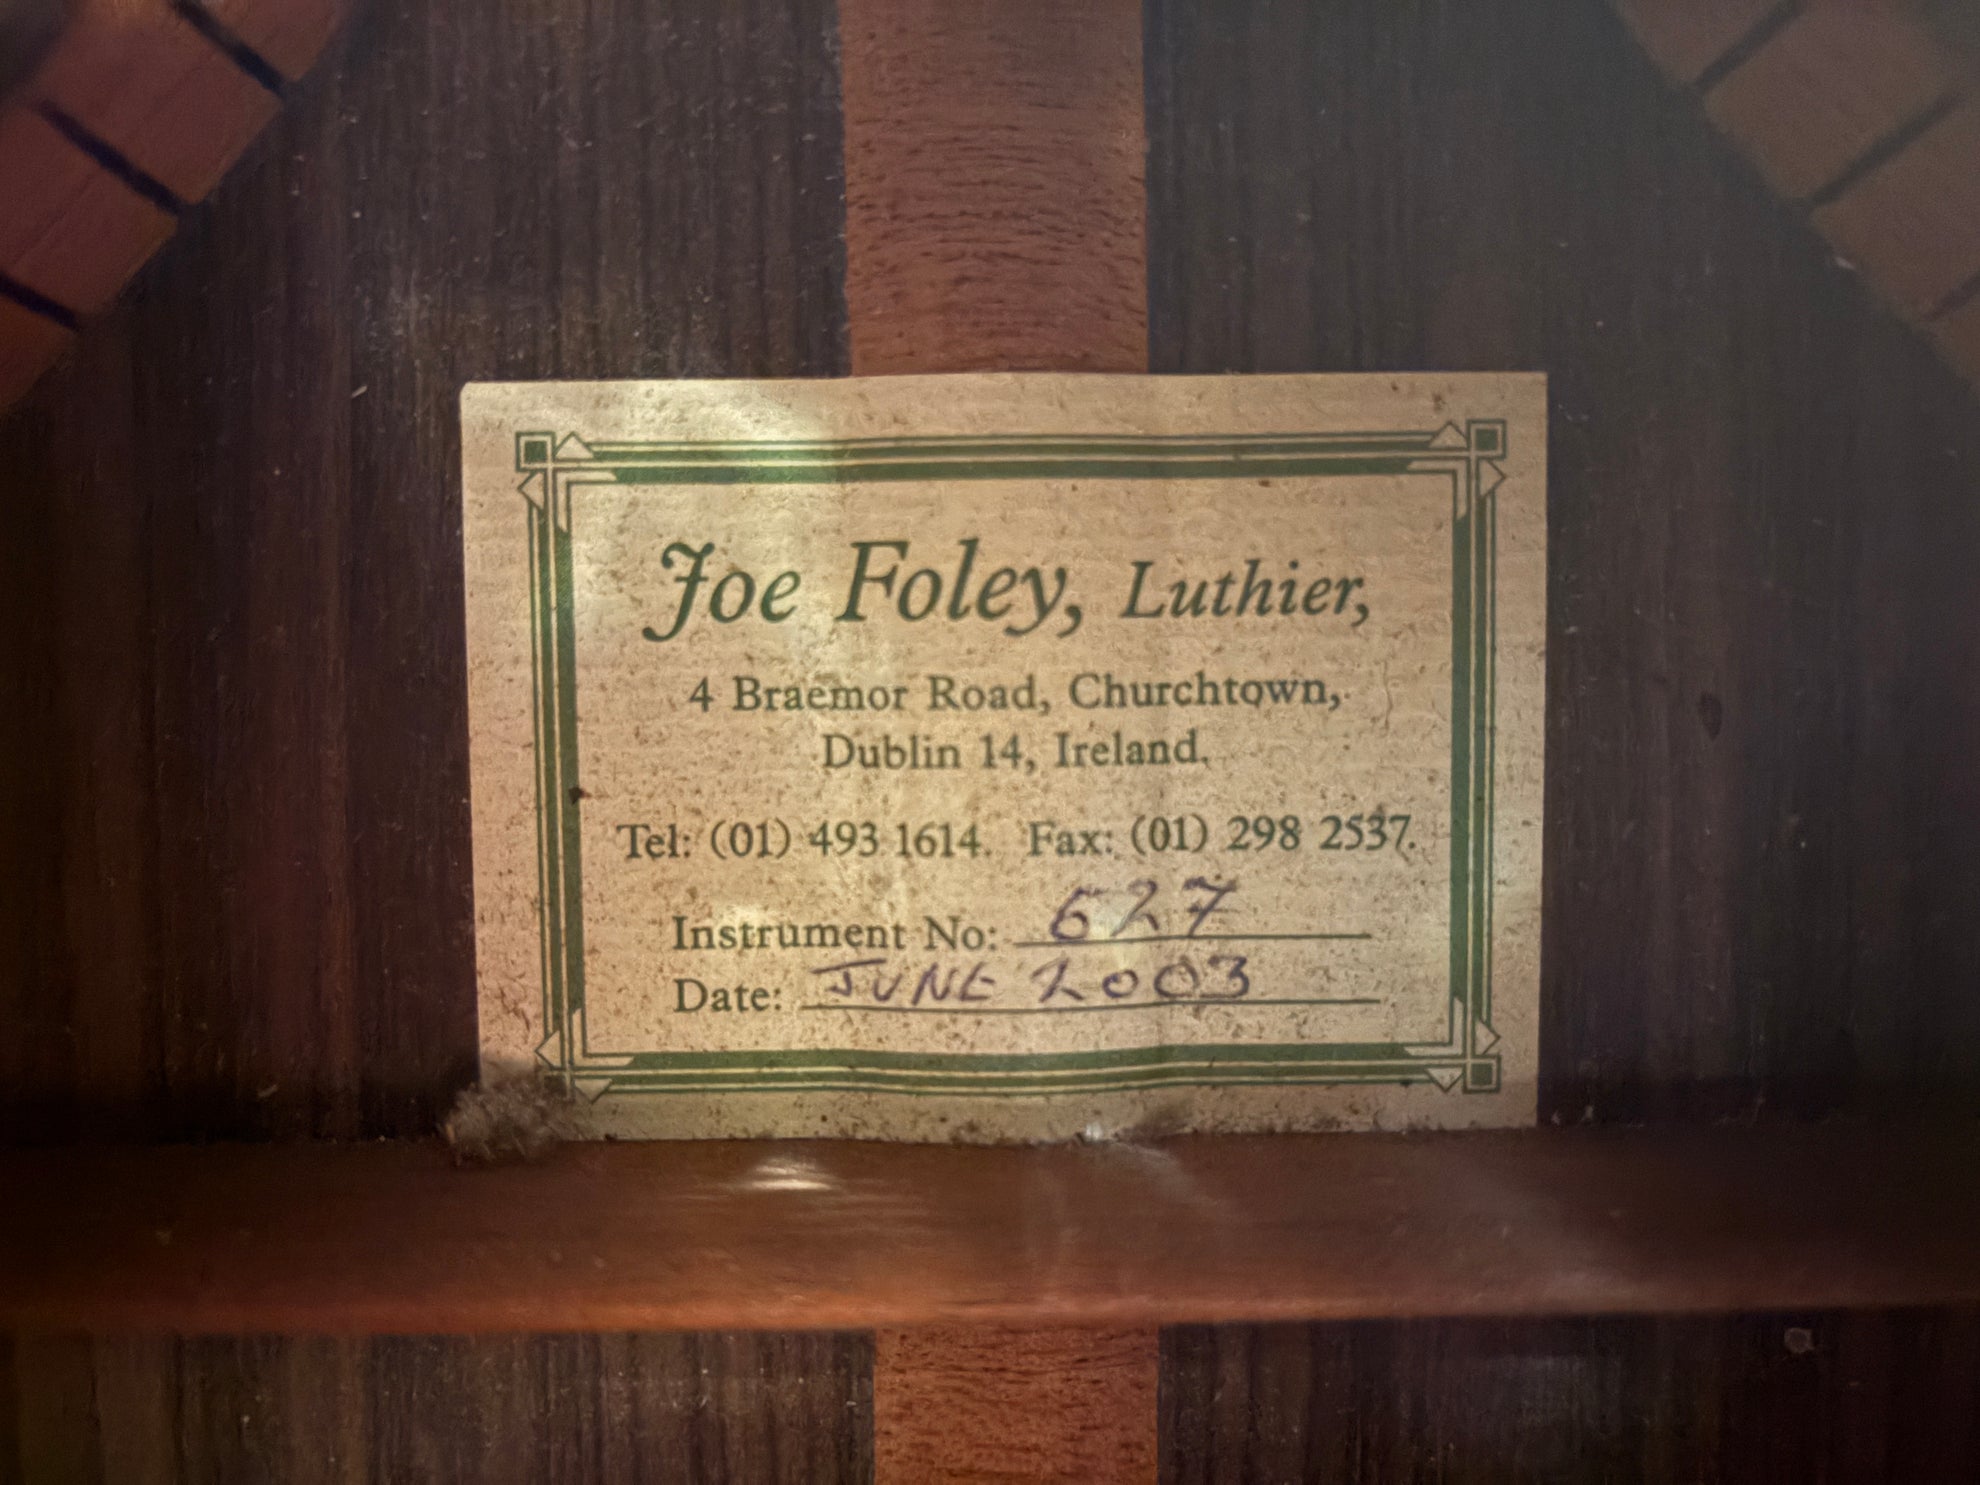 Joe Foley, Luthier,
4 Braemor Road, Churchtown,
Dublin 14, Ireland.
Tel: (01) 493 1614. Fax: (01) 298 2537.
Instrument No: 627
Date: JUNE 2003